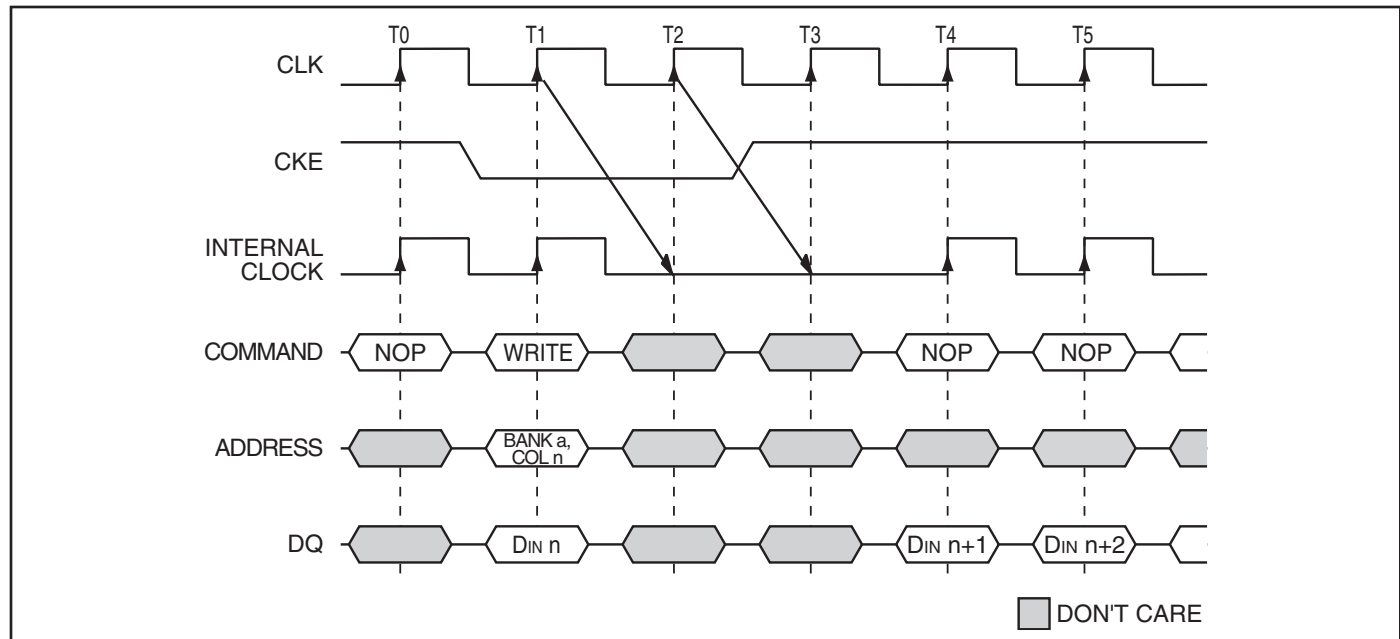 T0 T1 T2 T3 T4 T5
CLK
CKE
INTERNAL
CLOCK
COMMAND NOP WRITE NOP NOP
ADDRESS BANK a,
COL n
DQ DIN n DIN n+1 DIN n+2
DON'T CARE